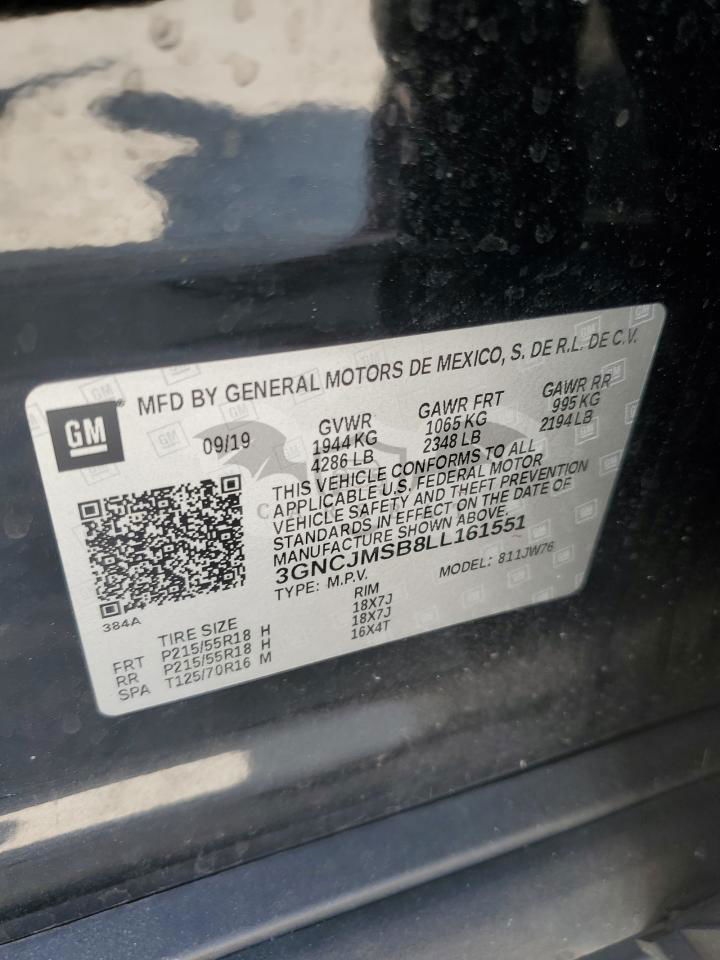 GM
MFD BY GENERAL MOTORS DE MEXICO, S. DE R.L. DE C.V.
09/19
GVWR
1944 KG
4286 LB
GAWR FRT
1065 KG
2348 LB
GAWR RR
995 KG
2194 LB
THIS VEHICLE CONFORMS TO ALL
APPLICABLE U.S. FEDERAL MOTOR
VEHICLE SAFETY AND THEFT PREVENTION
STANDARDS IN EFFECT ON THE DATE OF
MANUFACTURE SHOWN ABOVE.
3GNCJMSB8LL161551
TYPE: M.P.V.
MODEL: 811JW76
384A
TIRE SIZE
RIM
FRT P215/55R18 H 18X7J
RR P215/55R18 H 18X7J
SPA T125/70R16 M 16X4T